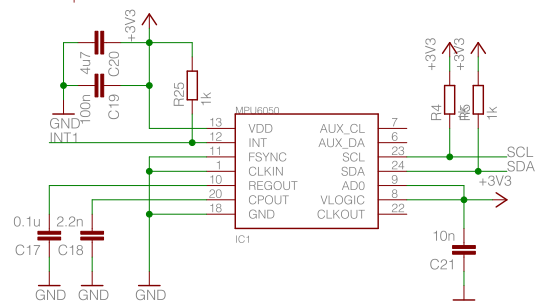 +3V3
4u7
C20
100n
C19
GND
R25
1k
INT1
MPU6050
13 VDD AUX_CL 7
12 INT AUX_DA 6
11 FSYNC SCL 23
1 CLKIN SDA 24
10 REGOUT AD0 9
20 CPOUT VLOGIC 8
18 GND CLKOUT 22
IC1
+3V3
+3V3
R4
1k
SCL
SDA
+3V3
0.1u
C17
2.2n
C18
10n
C21
GND
GND
GND